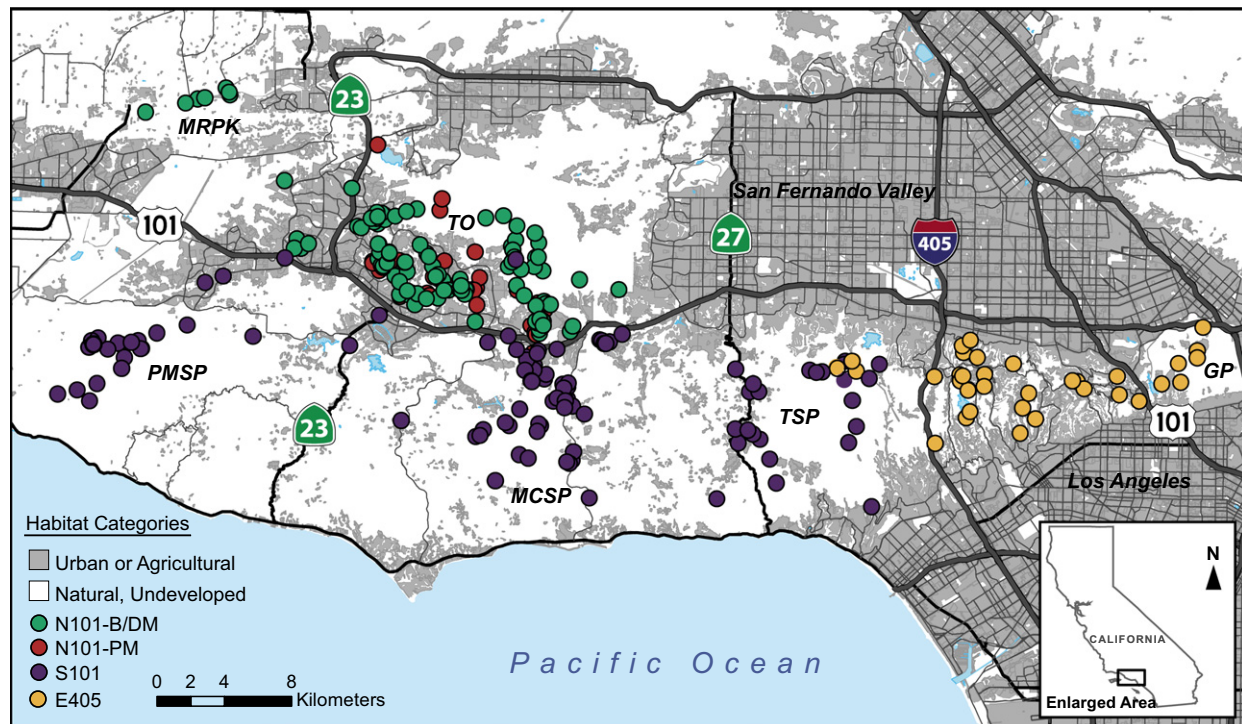 23
MRPK
San Fernando Valley
TO
101
27
405
PMSP
GP
TSP
23
101
MCSP
Los Angeles
Habitat Categories
Urban or Agricultural
Natural, Undeveloped
N101-B/DM
N101-PM
S101
E405
0 2 4 8
Kilometers
Pacific Ocean
N
CALIFORNIA
Enlarged Area